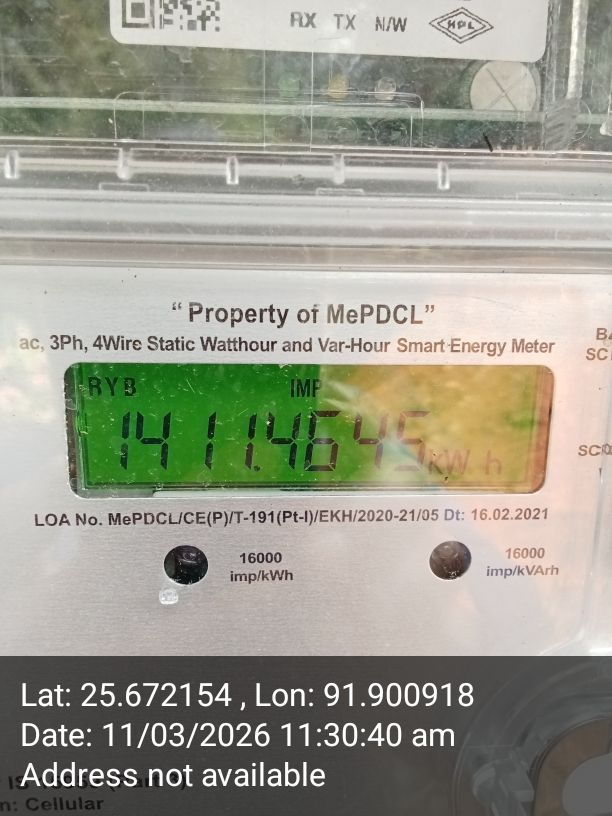 RX TX N/W HPL
“Property of MePDCL”
ac, 3Ph, 4Wire Static Watthour and Var-Hour Smart Energy Meter
RYB IMP
1411.4645 kWh
LOA No. MePDCL/CE(P)/T-191(Pt-I)/EKH/2020-21/05 Dt: 16.02.2021
16000
imp/kWh
16000
imp/kVArh
Lat: 25.672154 , Lon: 91.900918
Date: 11/03/2026 11:30:40 am
Address not available
n: Cellular